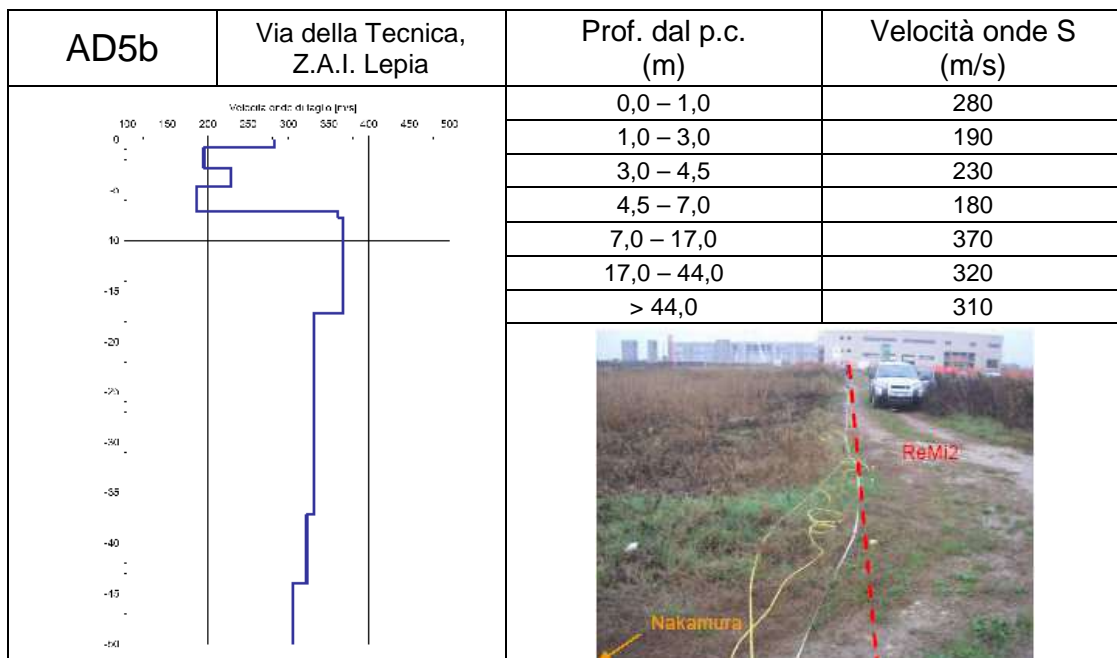 AD5b
Via della Tecnica,
Z.A.I. Lepia
Prof. dal p.c.
(m)
Velocità onde S
(m/s)
0,0 – 1,0 280
1,0 – 3,0 190
3,0 – 4,5 230
4,5 – 7,0 180
7,0 – 17,0 370
17,0 – 44,0 320
> 44,0 310
100 150 200 250 300 350 400 450 500
0
10
-15
-20
-30
-35
-40
-45
ReMi2
Nakamura